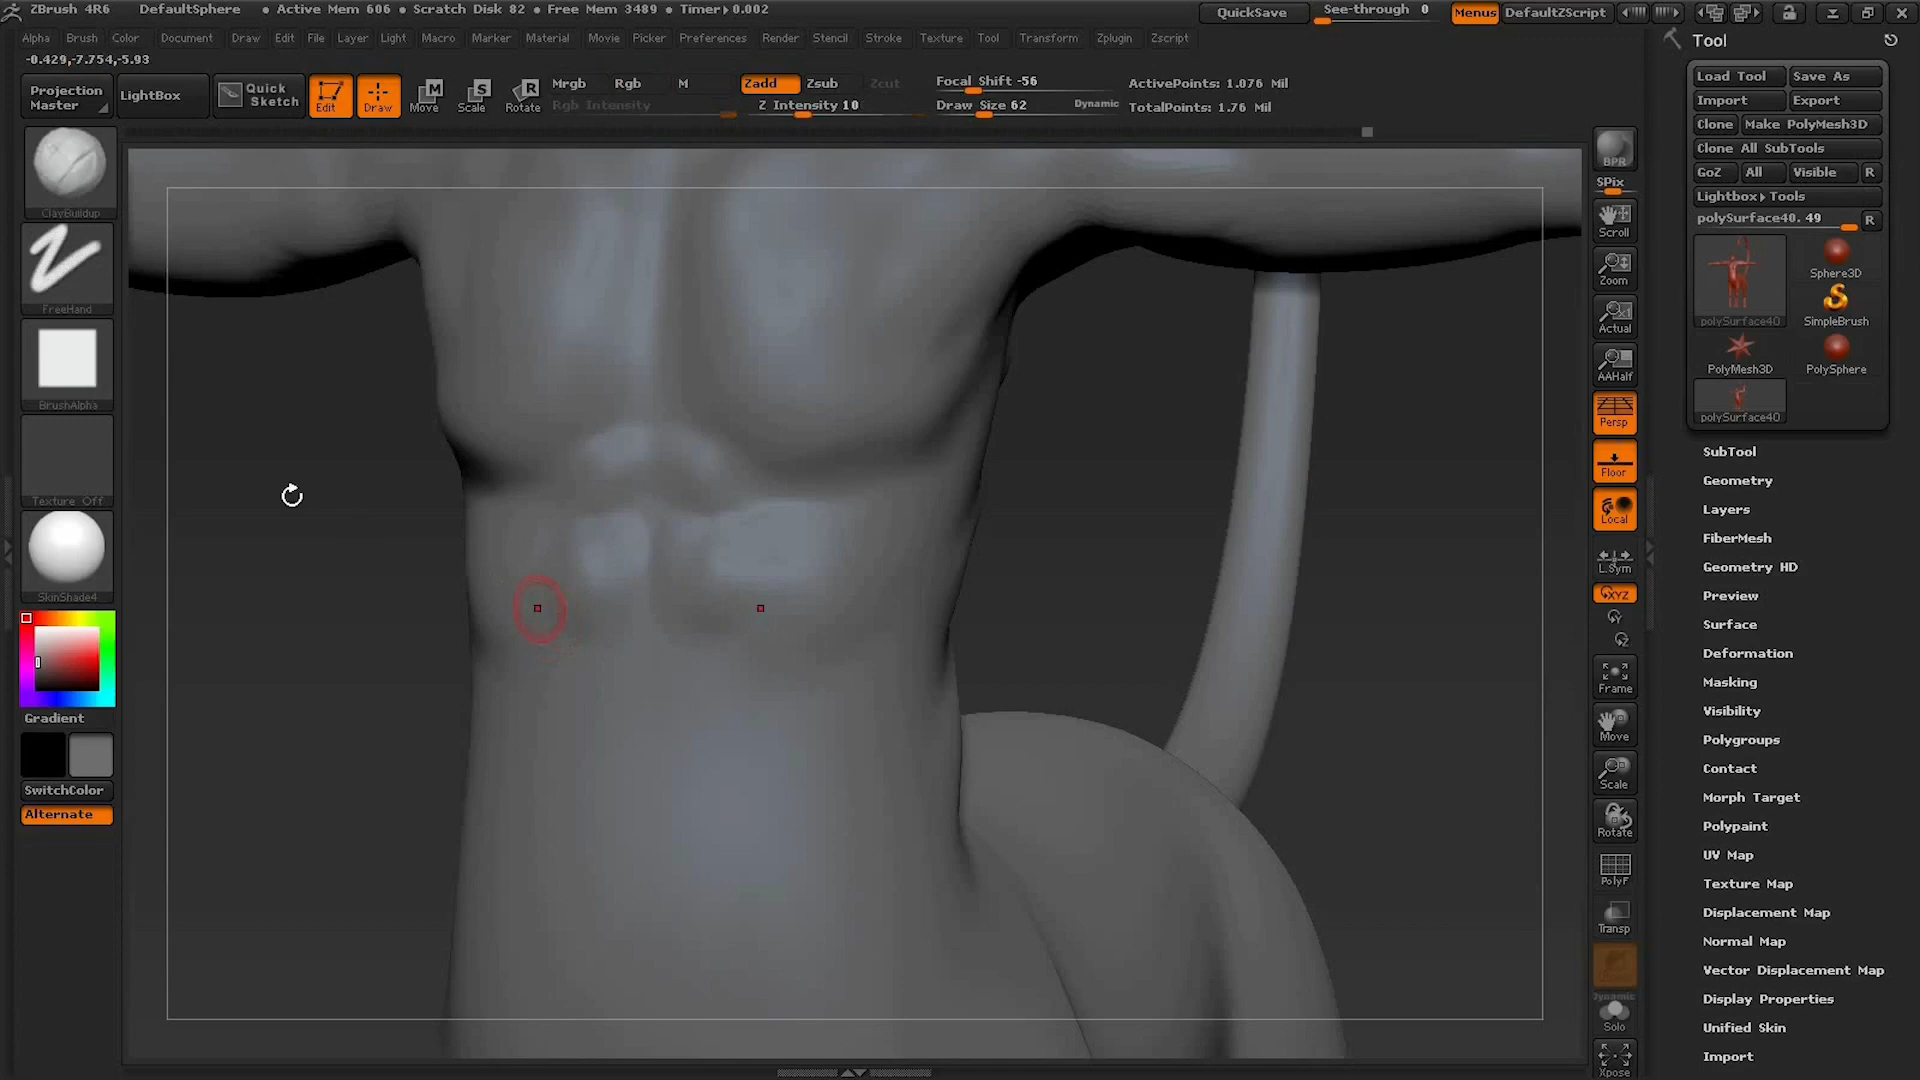 ZBrush 4R6 DefaultSphere • Active Mem 606 • Scratch Disk 82 • Free Mem 3489 • Timer▸0.002 QuickSave See-through 0 Menus DefaultZScript
Alpha Brush Color Document Draw Edit File Layer Light Macro Marker Material Movie Picker Preferences Render Stencil Stroke Texture Tool Transform Zplugin Zscript
Tool
-0.429,-7.754,-5.93
Projection Master
LightBox
Quick Sketch
Edit
Draw
Move
Scale
Rotate
Mrgb Rgb M
Rgb Intensity
Zadd Zsub Zcut
Z Intensity 10
Focal Shift -56
Draw Size 62 Dynamic
ActivePoints: 1.076 Mil
TotalPoints: 1.76 Mil
ClayBuildup
FreeHand
BrushAlpha
Texture Off
SkinShade4
Gradient
SwitchColor
Alternate
BPR
SPix
Scroll
Zoom
Actual
AAHalf
Persp
Floor
Local
L.Sym
XYZ
Y
Z
Frame
Move
Scale
Rotate
PolyF
Transp
Dynamic
Solo
Xpose
Load Tool Save As
Import Export
Clone Make PolyMesh3D
Clone All SubTools
GoZ All Visible R
Lightbox▸Tools
polySurface40. 49 R
polySurface40
Sphere3D
SimpleBrush
PolyMesh3D
PolySphere
polySurface40
SubTool
Geometry
Layers
FiberMesh
Geometry HD
Preview
Surface
Deformation
Masking
Visibility
Polygroups
Contact
Morph Target
Polypaint
UV Map
Texture Map
Displacement Map
Normal Map
Vector Displacement Map
Display Properties
Unified Skin
Import